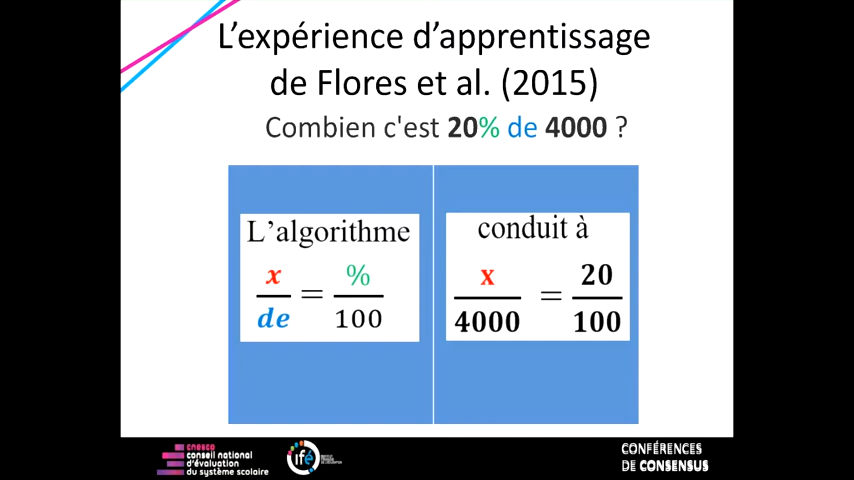 L'expérience d'apprentissage
de Flores et al. (2015)
Combien c'est 20% de 4000 ?
L'algorithme
x/de = %/100
conduit à
x/4000 = 20/100
cnesco
conseil national
d'évaluation
du système scolaire
ifé
CONFÉRENCES
DE CONSENSUS